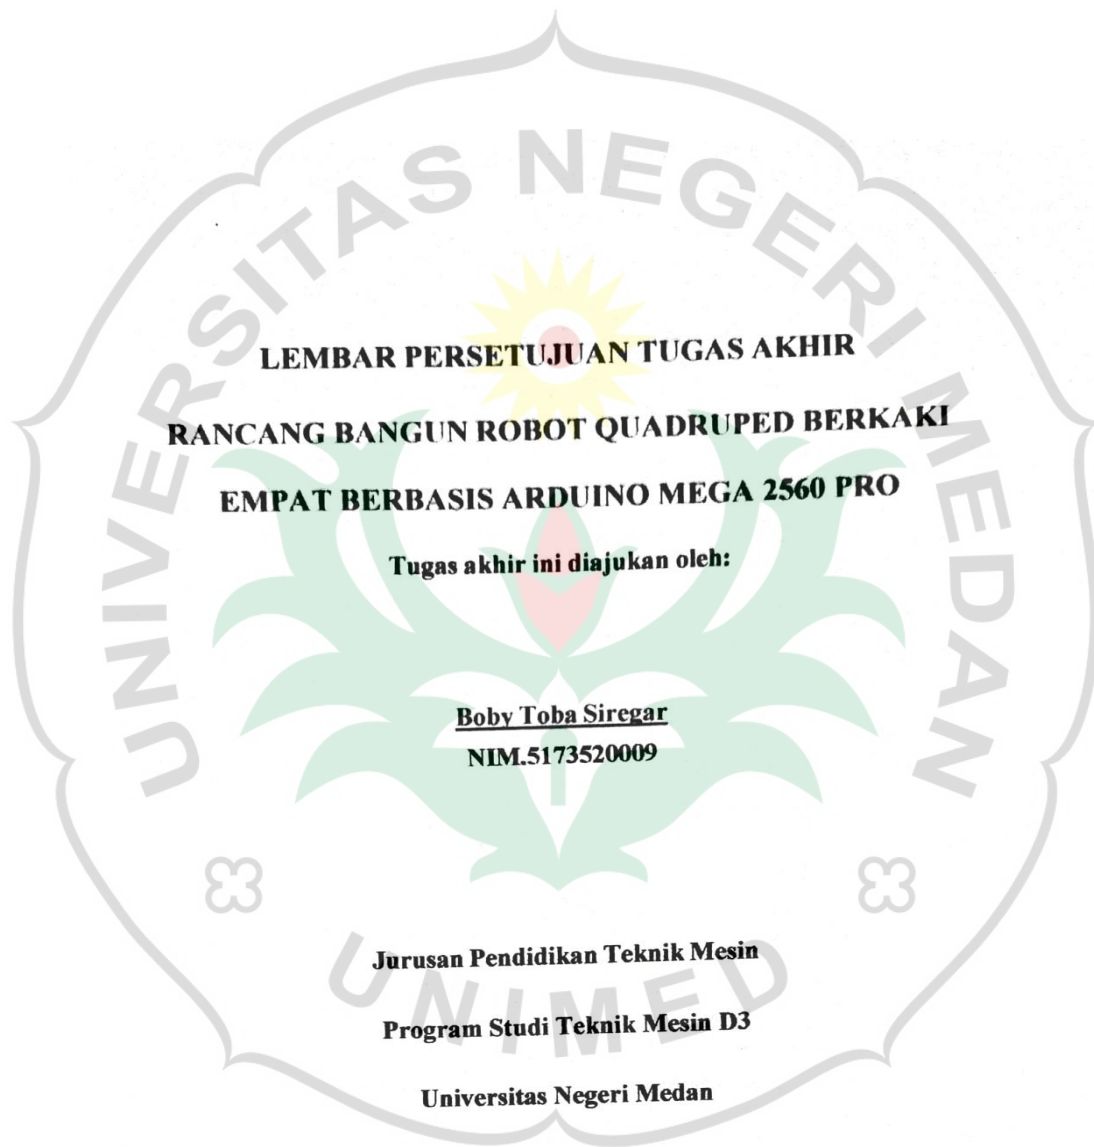 UNIVERSITAS NEGERI MEDAN
LEMBAR PERSETUJUAN TUGAS AKHIR
RANCANG BANGUN ROBOT QUADRUPED BERKAKI
EMPAT BERBASIS ARDUINO MEGA 2560 PRO
Tugas akhir ini diajukan oleh:
Boby Toba Siregar
NIM.5173520009
Jurusan Pendidikan Teknik Mesin
Program Studi Teknik Mesin D3
Universitas Negeri Medan
UNIMED